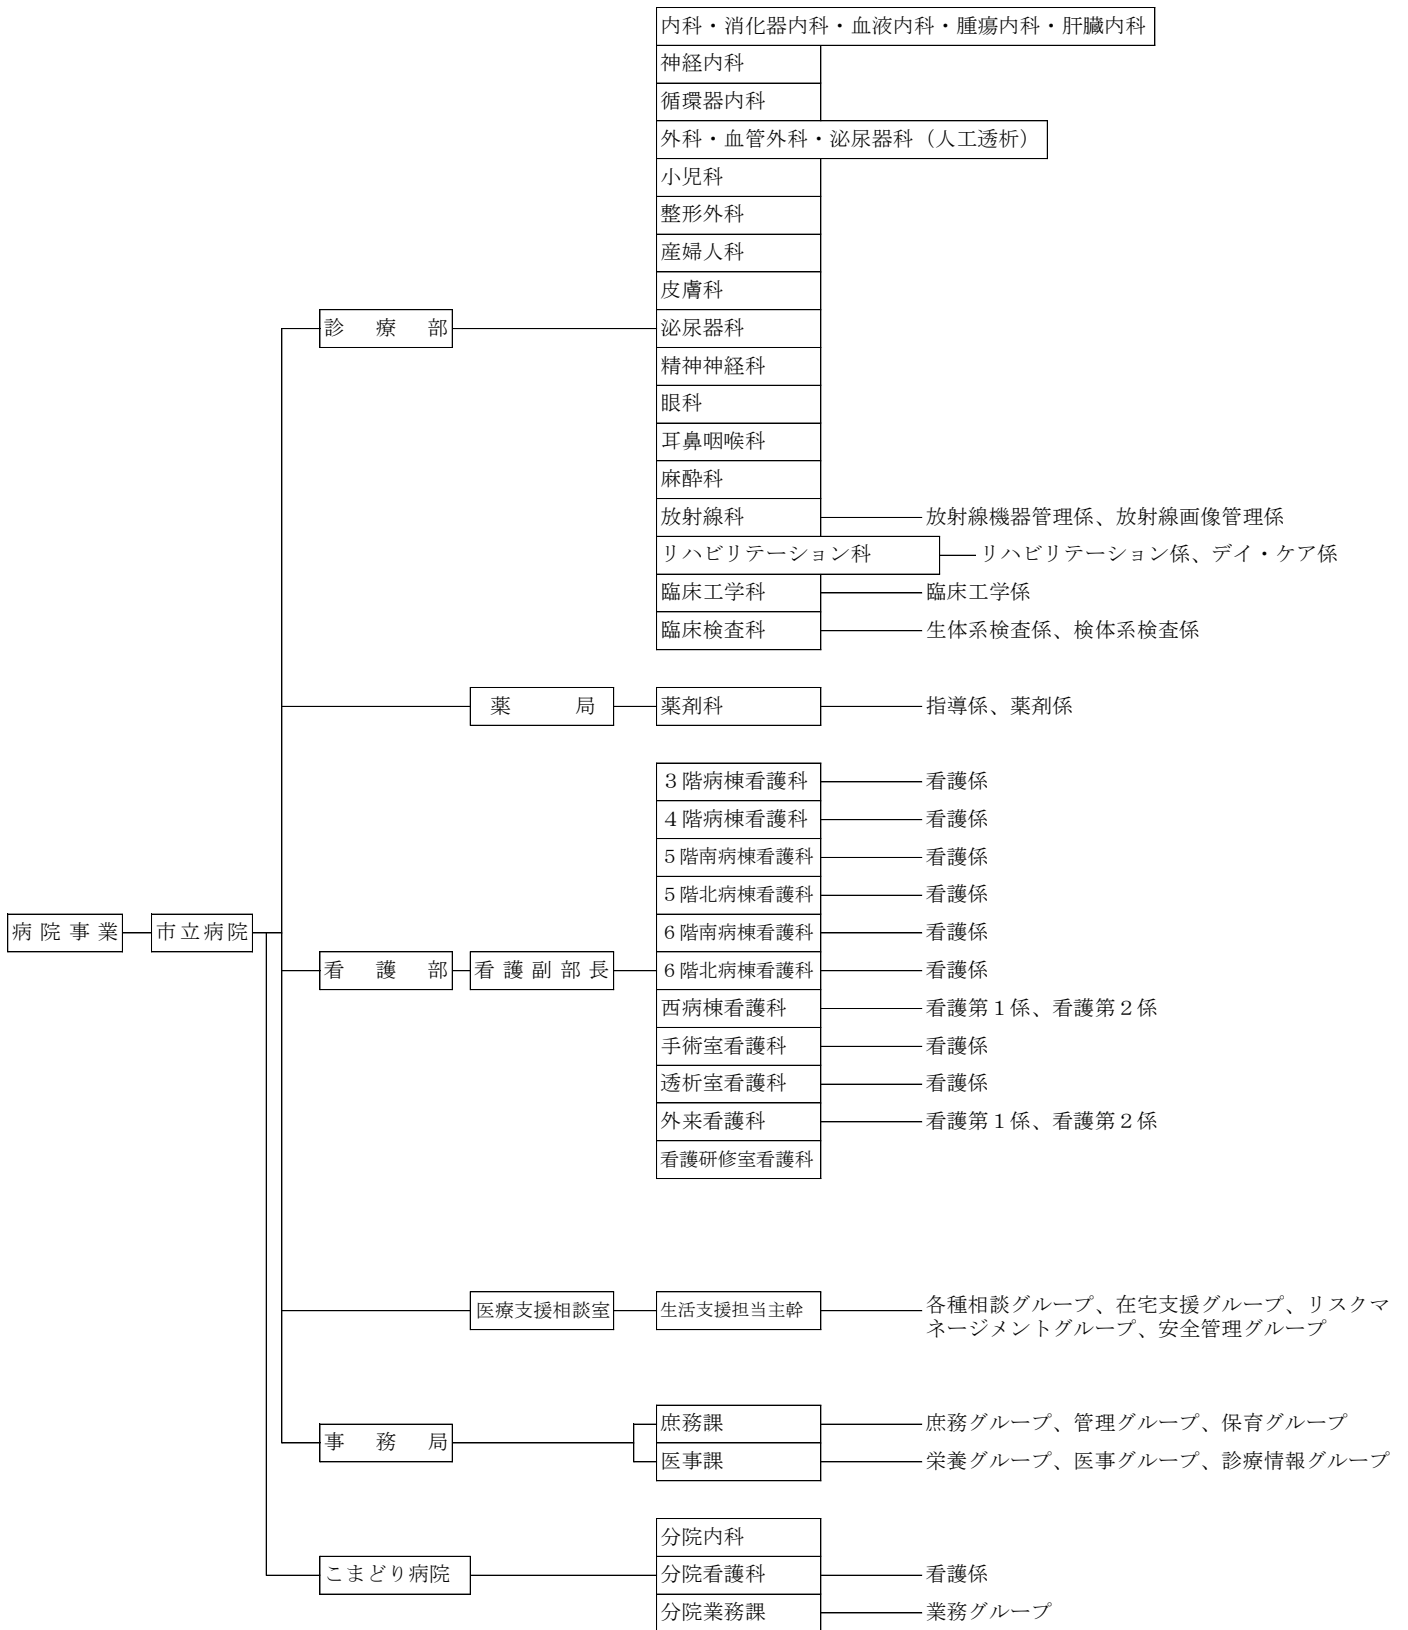 内科・消化器内科・血液内科・腫瘍内科・肝臓内科
神経内科
循環器内科
外科・血管外科・泌尿器科（人工透析）
小児科
整形外科
産婦人科
皮膚科
診療部
泌尿器科
精神神経科
眼科
耳鼻咽喉科
麻酔科
放射線科 放射線機器管理係、放射線画像管理係
リハビリテーション科 リハビリテーション係、デイ・ケア係
臨床工学科 臨床工学係
臨床検査科 生体系検査係、検体系検査係
薬局 薬剤科 指導係、薬剤係
３階病棟看護科 看護係
４階病棟看護科 看護係
５階南病棟看護科 看護係
５階北病棟看護科 看護係
病院事業 市立病院 ６階南病棟看護科 看護係
看護部 看護副部長 ６階北病棟看護科 看護係
西病棟看護科 看護第１係、看護第２係
手術室看護科 看護係
透析室看護科 看護係
外来看護科 看護第１係、看護第２係
看護研修室看護科
医療支援相談室 生活支援担当主幹 各種相談グループ、在宅支援グループ、リスクマ
ネージメントグループ、安全管理グループ
庶務課 庶務グループ、管理グループ、保育グループ
事務局
医事課 栄養グループ、医事グループ、診療情報グループ
分院内科
こまどり病院 分院看護科 看護係
分院業務課 業務グループ